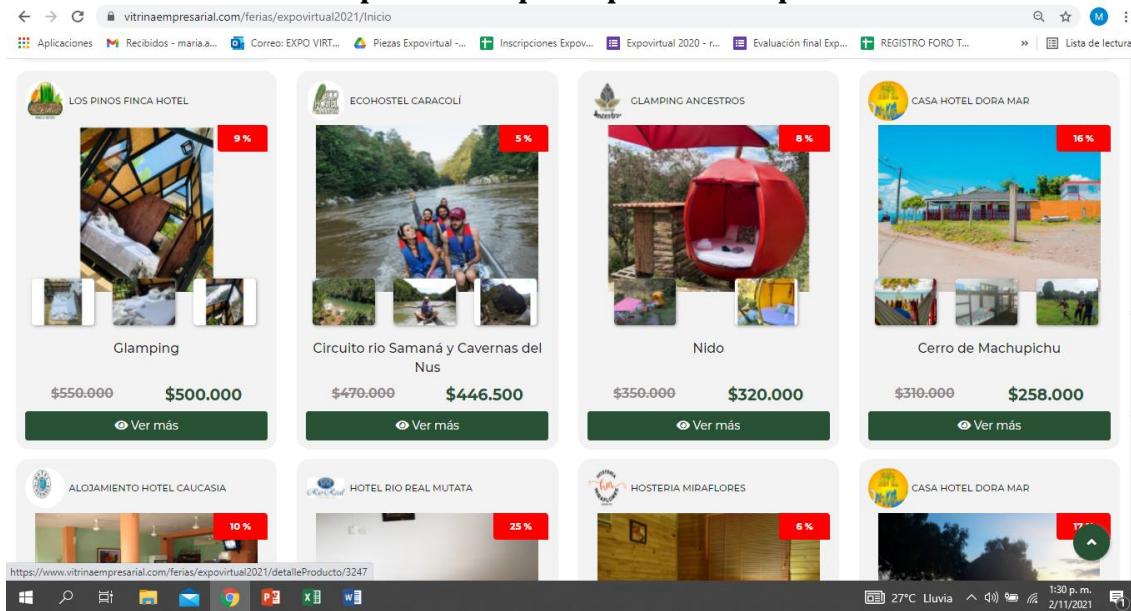 vitrinaempresarial.com/ferias/expovirtual2021/Inicio
M
Aplicaciones Recibidos - maria.a... Correo: EXPO VIRT... Piezas Expovirtual -... Inscripciones Expov... Expovirtual 2020 - r... Evaluación final Exp... REGISTRO FORO T... » Lista de lectura
LOS PINOS FINCA HOTEL
9 %
Glamping
$550.000 $500.000
Ver más
ECOHOSTEL CARACOLÍ
5 %
Circuito rio Samaná y Cavernas del
Nus
$470.000 $446.500
Ver más
GLAMPING ANCESTROS
8 %
Nido
$350.000 $320.000
Ver más
CASA HOTEL DORA MAR
16 %
Cerro de Machupichu
$310.000 $258.000
Ver más
ALOJAMIENTO HOTEL CAUCASIA
10 %
HOTEL RIO REAL MUTATA
25 %
HOSTERIA MIRAFLORES
6 %
CASA HOTEL DORA MAR
https://www.vitrinaempresarial.com/ferias/expovirtual2021/detalleProducto/3247
27°C Lluvia
1:30 p. m.
2/11/2021